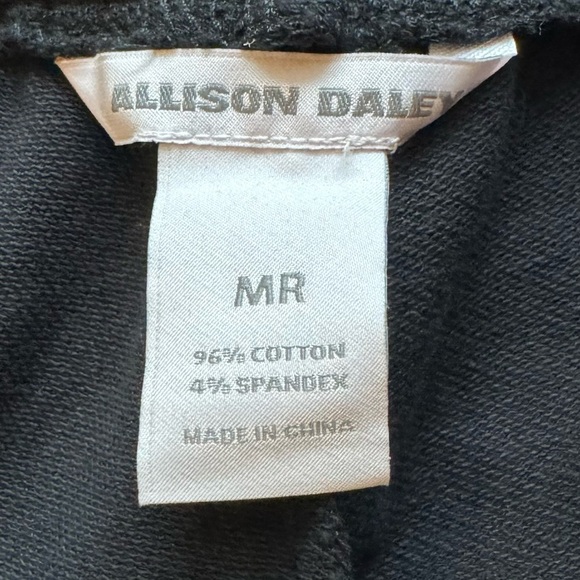 ALLISON DALEY
MR
96% COTTON
4% SPANDEX
MADE IN CHINA